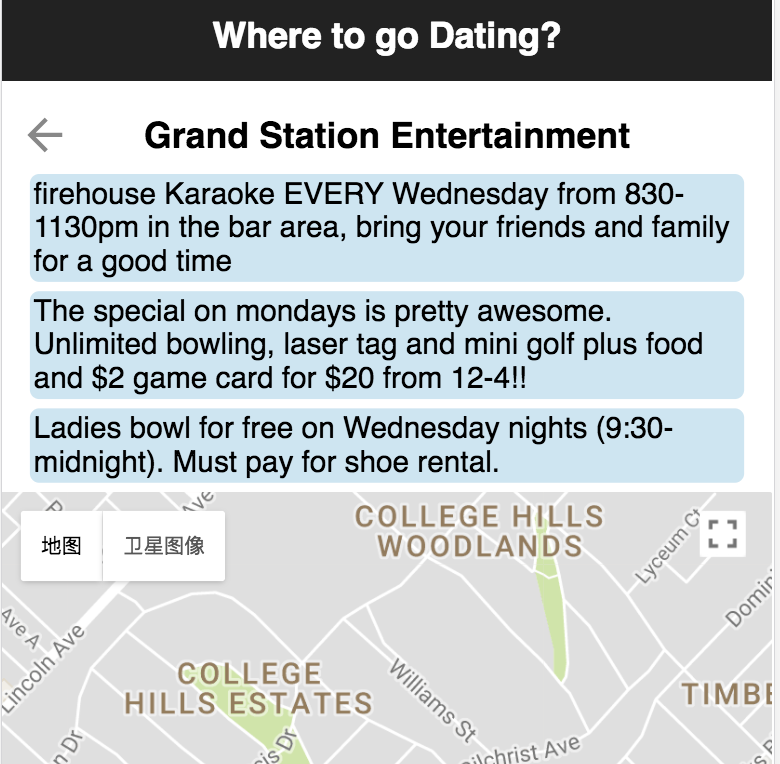 Where to go Dating?
Grand Station Entertainment
firehouse Karaoke EVERY Wednesday from 830-
1130pm in the bar area, bring your friends and family
for a good time
The special on mondays is pretty awesome.
Unlimited bowling, laser tag and mini golf plus food
and $2 game card for $20 from 12-4!!
Ladies bowl for free on Wednesday nights (9:30-
midnight). Must pay for shoe rental.
Ave
COLLEGE HILLS
WOODLANDS
地图
卫星图像
Lyceum Ct
Ave A
Lincoln Ave
COLLEGE
HILLS ESTATES
Williams St